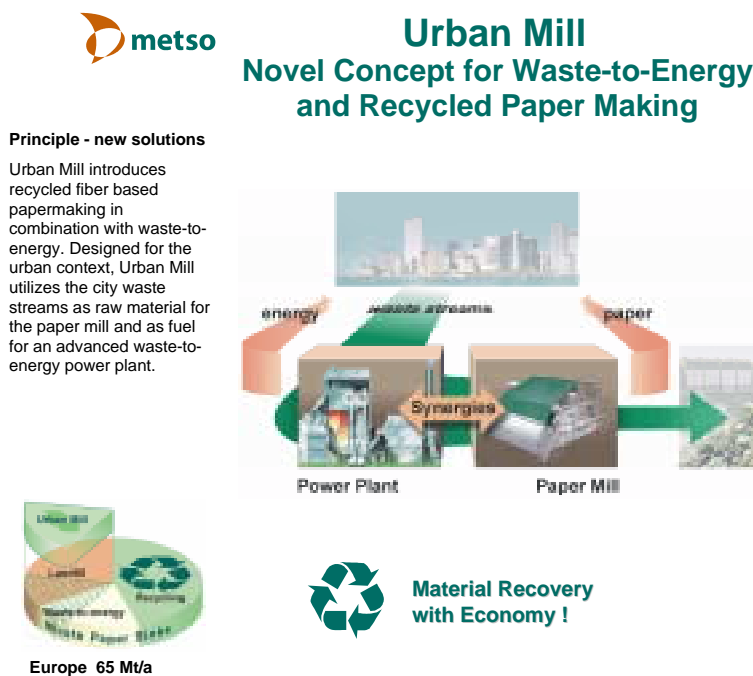 metso
Urban Mill
Novel Concept for Waste-to-Energy
and Recycled Paper Making
Principle - new solutions
Urban Mill introduces
recycled fiber based
papermaking in
combination with waste-to-
energy. Designed for the
urban context, Urban Mill
utilizes the city waste
streams as raw material for
the paper mill and as fuel
for an advanced waste-to-
energy power plant.
energy
waste streams
paper
Synergies
Power Plant
Paper Mill
Urban Mill
Landfill
Recycling
Waste-to-energy
Waste Paper
Europe 65 Mt/a
Material Recovery
with Economy !